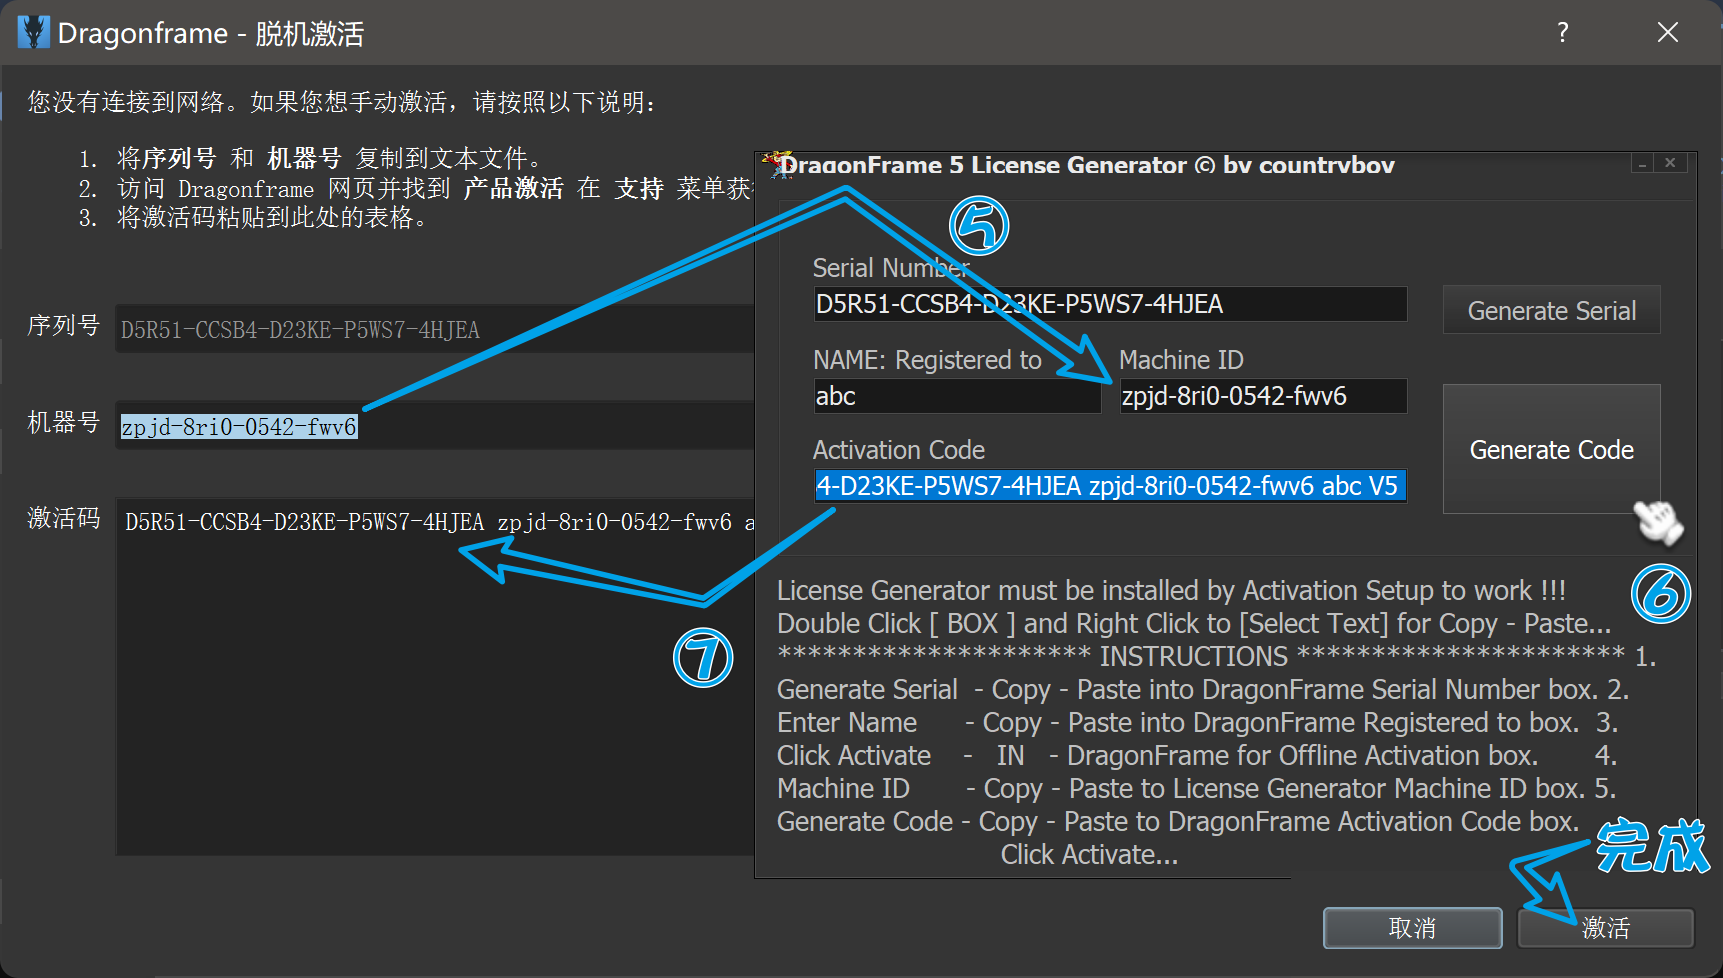 Dragonframe - 脱机激活
?
您没有连接到网络。如果您想手动激活，请按照以下说明：
1. 将序列号 和 机器号 复制到文本文件。
2. 访问 Dragonframe 网页并找到 产品激活 在 支持 菜单获
3. 将激活码粘贴到此处的表格。
序列号
D5R51-CCSB4-D23KE-P5WS7-4HJEA
机器号
zpjd-8ri0-0542-fwv6
激活码
D5R51-CCSB4-D23KE-P5WS7-4HJEA zpjd-8ri0-0542-fwv6 a
DragonFrame 5 License Generator © by countryboy
⑤
Serial Number
D5R51-CCSB4-D23KE-P5WS7-4HJEA
Generate Serial
NAME: Registered to
Machine ID
abc
zpjd-8ri0-0542-fwv6
Generate Code
Activation Code
4-D23KE-P5WS7-4HJEA zpjd-8ri0-0542-fwv6 abc V5
⑥
⑦
License Generator must be installed by Activation Setup to work !!!
Double Click [ BOX ] and Right Click to [Select Text] for Copy - Paste...
********************* INSTRUCTIONS ********************** 1.
Generate Serial - Copy - Paste into DragonFrame Serial Number box. 2.
Enter Name - Copy - Paste into DragonFrame Registered to box. 3.
Click Activate - IN - DragonFrame for Offline Activation box. 4.
Machine ID - Copy - Paste to License Generator Machine ID box. 5.
Generate Code - Copy - Paste to DragonFrame Activation Code box.
Click Activate...
完成
取消
激活